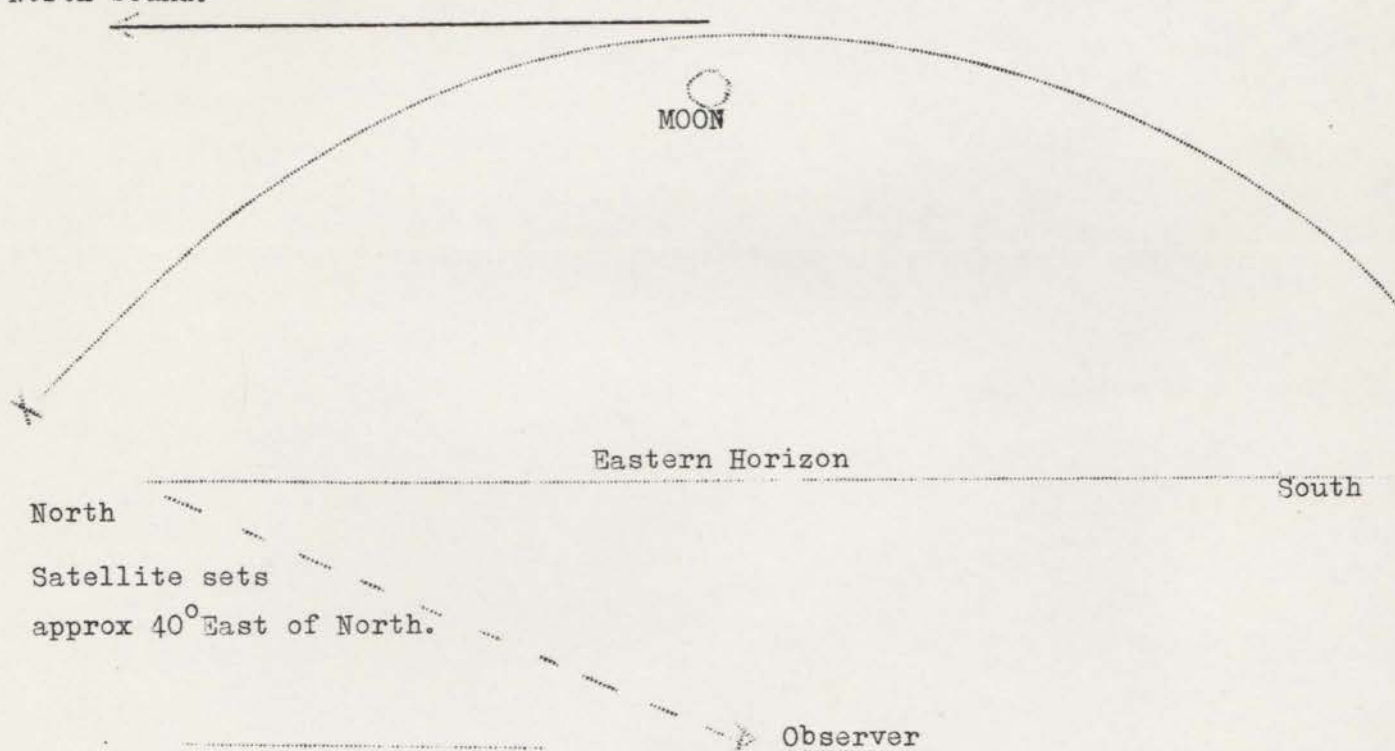 MOON
Eastern Horizon
South
North
Satellite sets
approx 40° East of North.
Observer